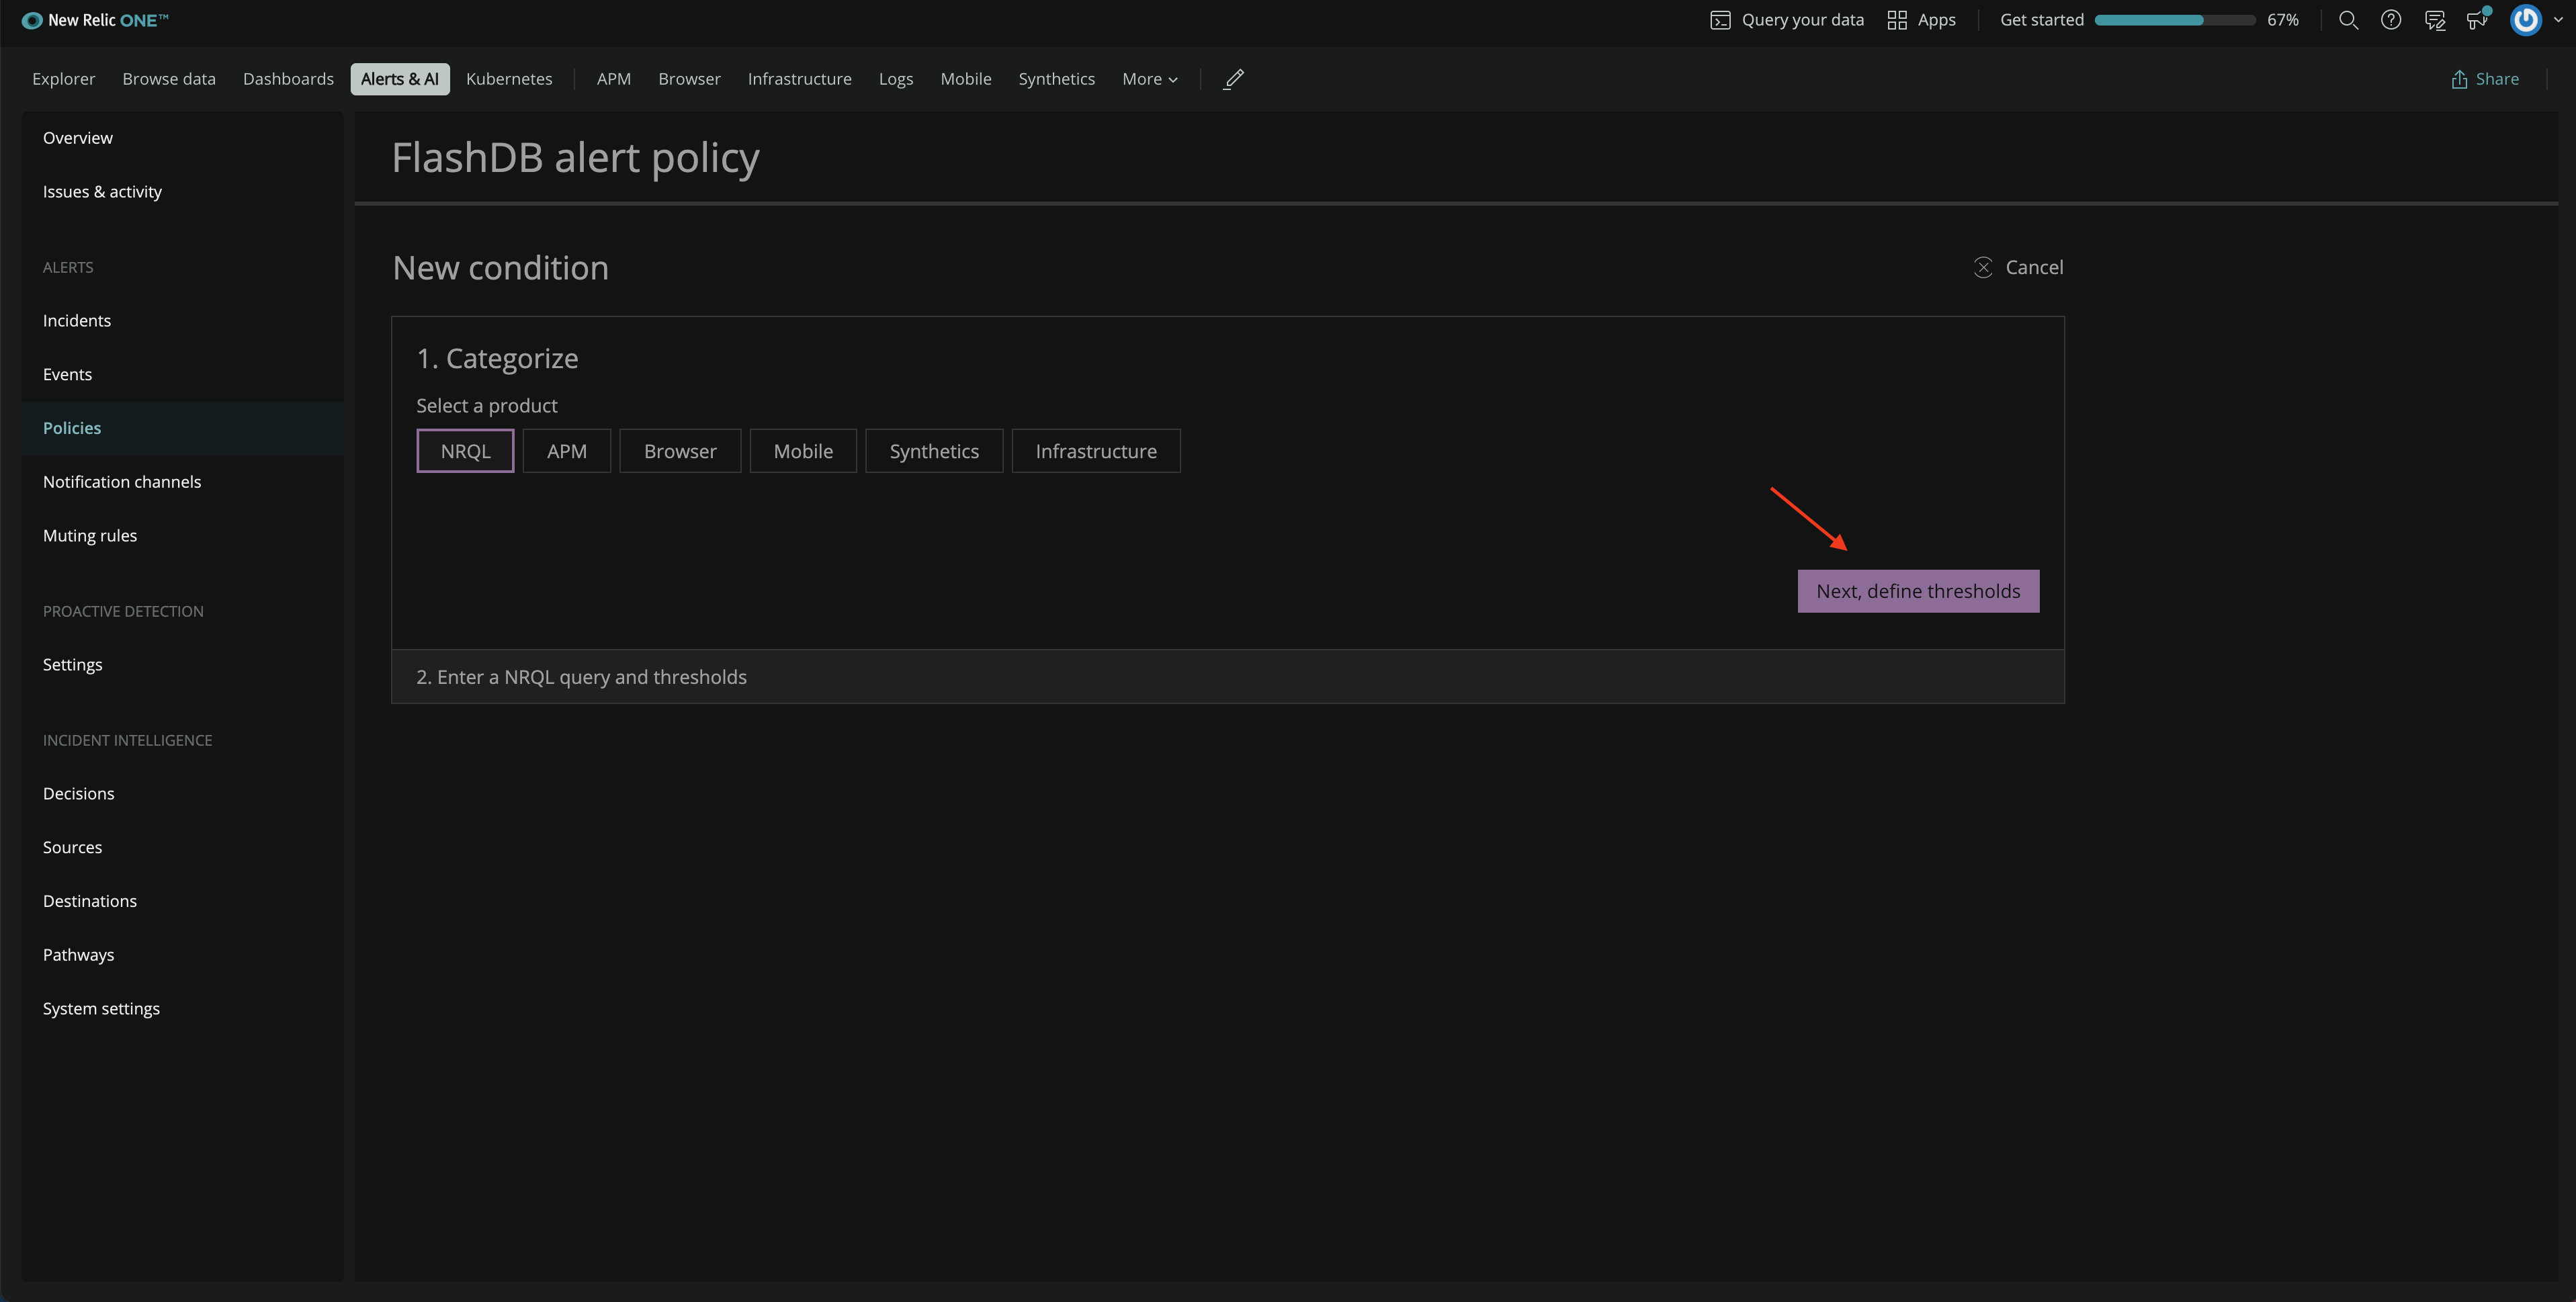 New Relic ONE™
Query your data
Apps
Get started
67%
Explorer
Browse data
Dashboards
Alerts & AI
Kubernetes
APM
Browser
Infrastructure
Logs
Mobile
Synthetics
More
Share
Overview
Issues & activity
ALERTS
Incidents
Events
Policies
Notification channels
Muting rules
PROACTIVE DETECTION
Settings
INCIDENT INTELLIGENCE
Decisions
Sources
Destinations
Pathways
System settings
FlashDB alert policy
New condition
Cancel
1. Categorize
Select a product
NRQL
APM
Browser
Mobile
Synthetics
Infrastructure
Next, define thresholds
2. Enter a NRQL query and thresholds